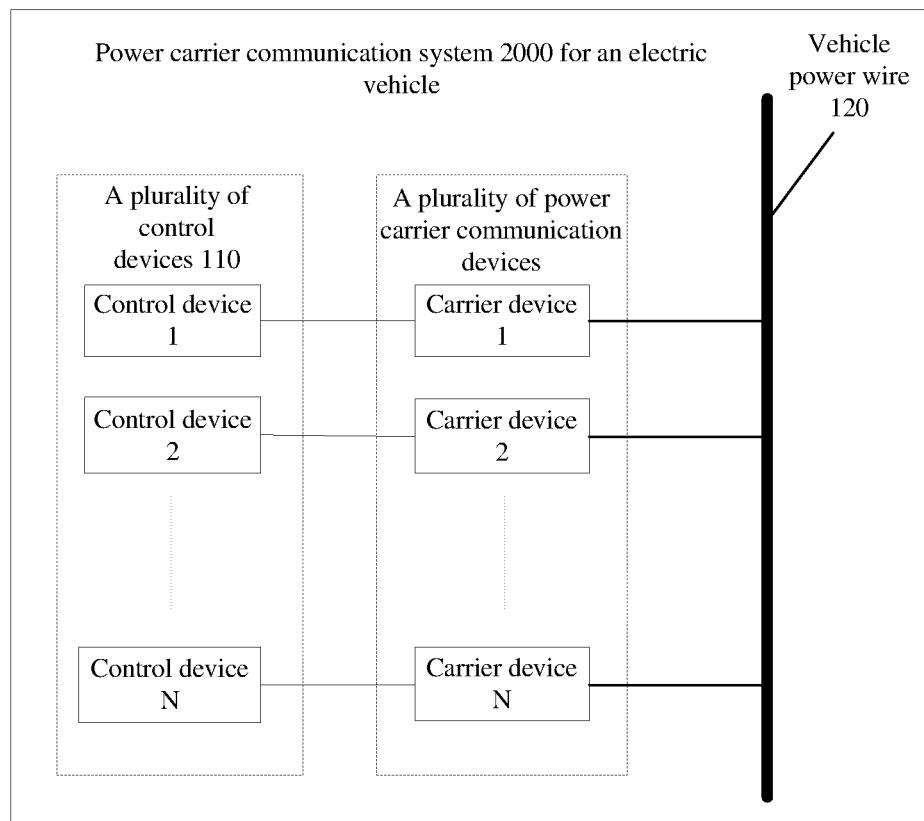 Power carrier communication system 2000 for an electric
vehicle
Vehicle
power wire
120
A plurality of
control
devices 110
A plurality of power
carrier communication
devices
Control device
1
Carrier device
1
Control device
2
Carrier device
2
Control device
N
Carrier device
N